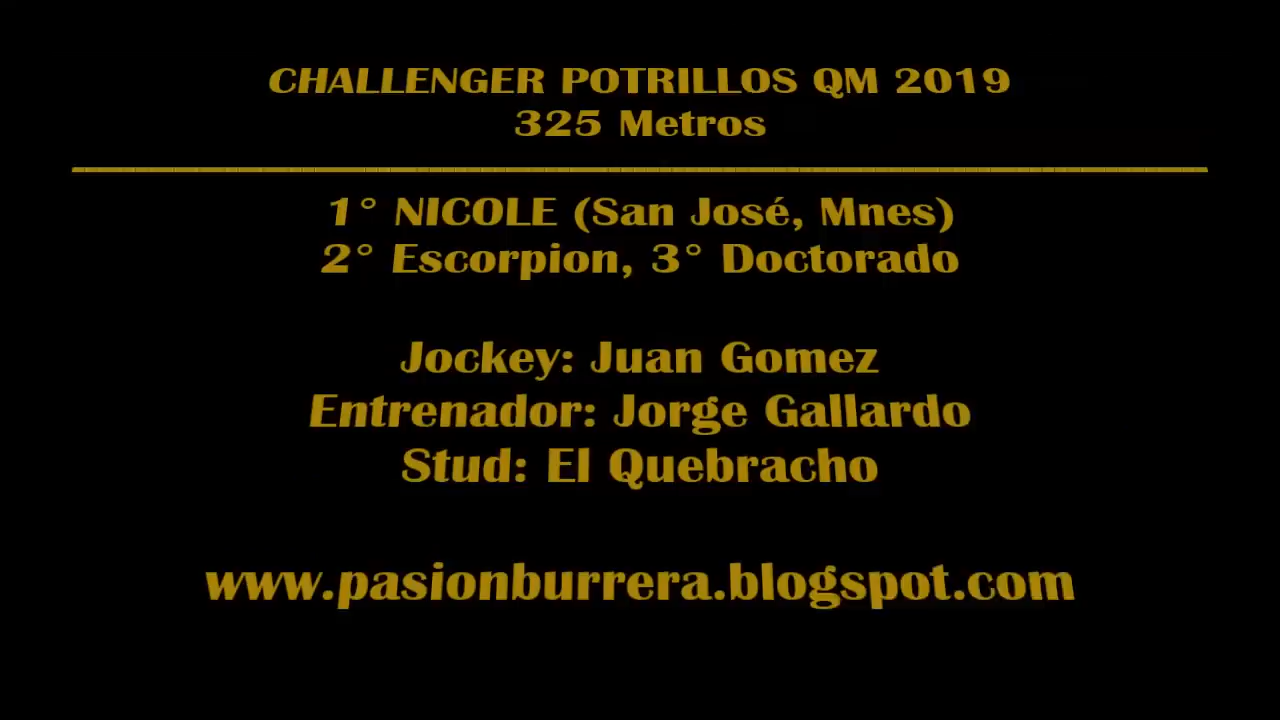 CHALLENGER POTRILLOS QM 2019
325 Metros
1° NICOLE (San José, Mnes)
2° Escorpion, 3° Doctorado
Jockey: Juan Gomez
Entrenador: Jorge Gallardo
Stud: El Quebracho
www.pasionburrera.blogspot.com